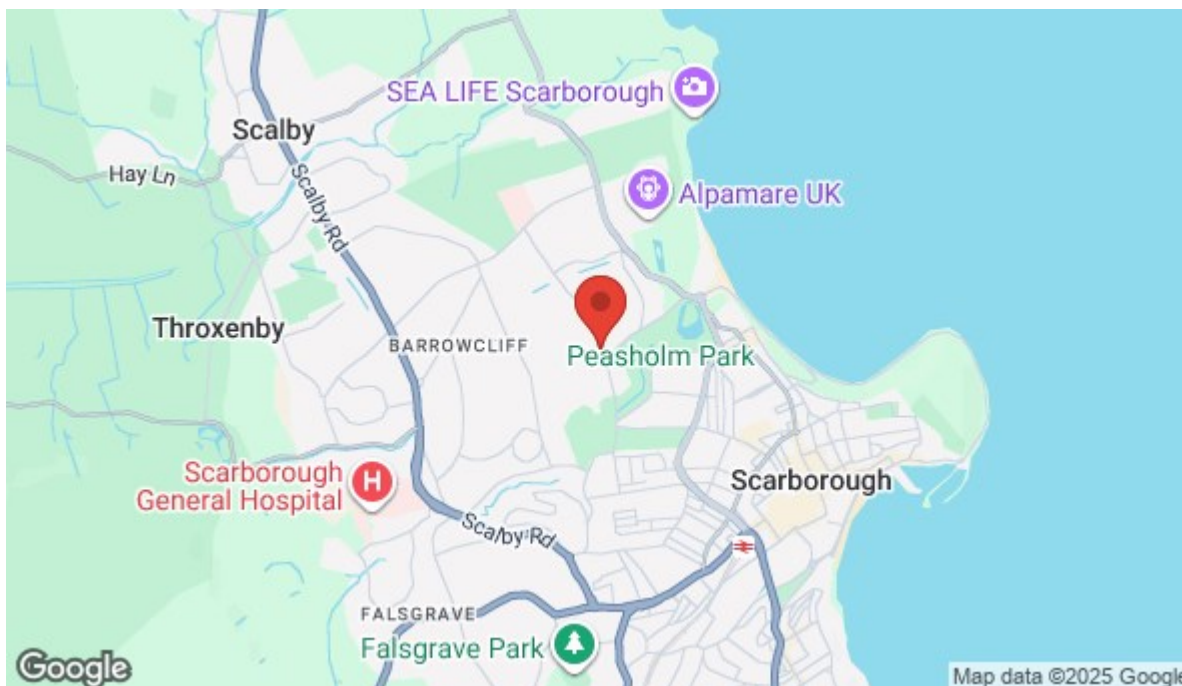 SEA LIFE Scarborough
Scalby
Hay Ln
Scalby Rd
Alpamare UK
Throxenby
BARROWCLIFF
Peasholm Park
Scarborough
General Hospital
H
Scarborough
Scalby Rd
FALSGRAVE
Falsgrave Park
Google
Map data ©2025 Google